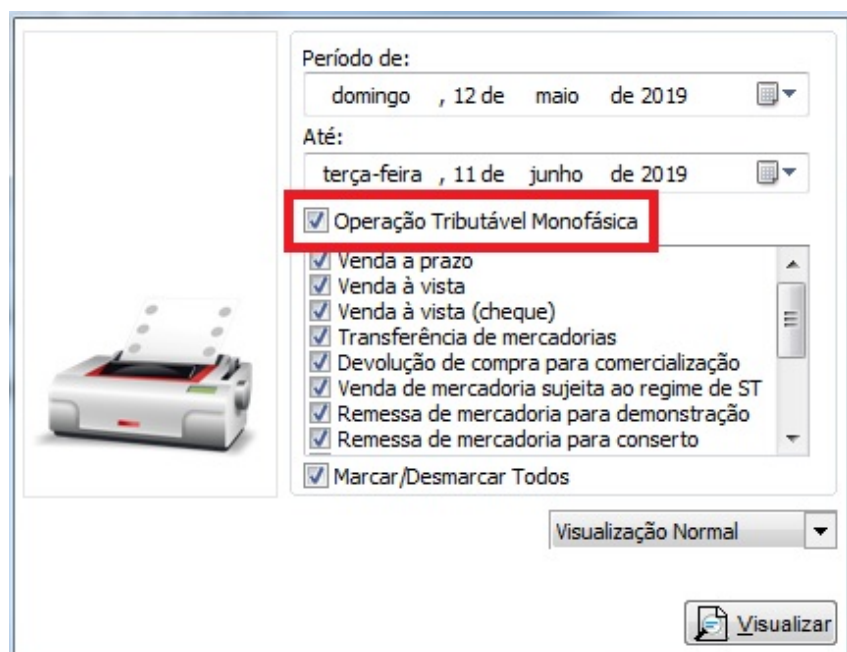 Período de:
domingo , 12 de maio de 2019
Até:
terça-feira , 11 de junho de 2019
Operação Tributável Monofásica
Venda a prazo
Venda à vista
Venda à vista (cheque)
Transferência de mercadorias
Devolução de compra para comercialização
Venda de mercadoria sujeita ao regime de ST
Remessa de mercadoria para demonstração
Remessa de mercadoria para conserto
Marcar/Desmarcar Todos
Visualização Normal
Visualizar